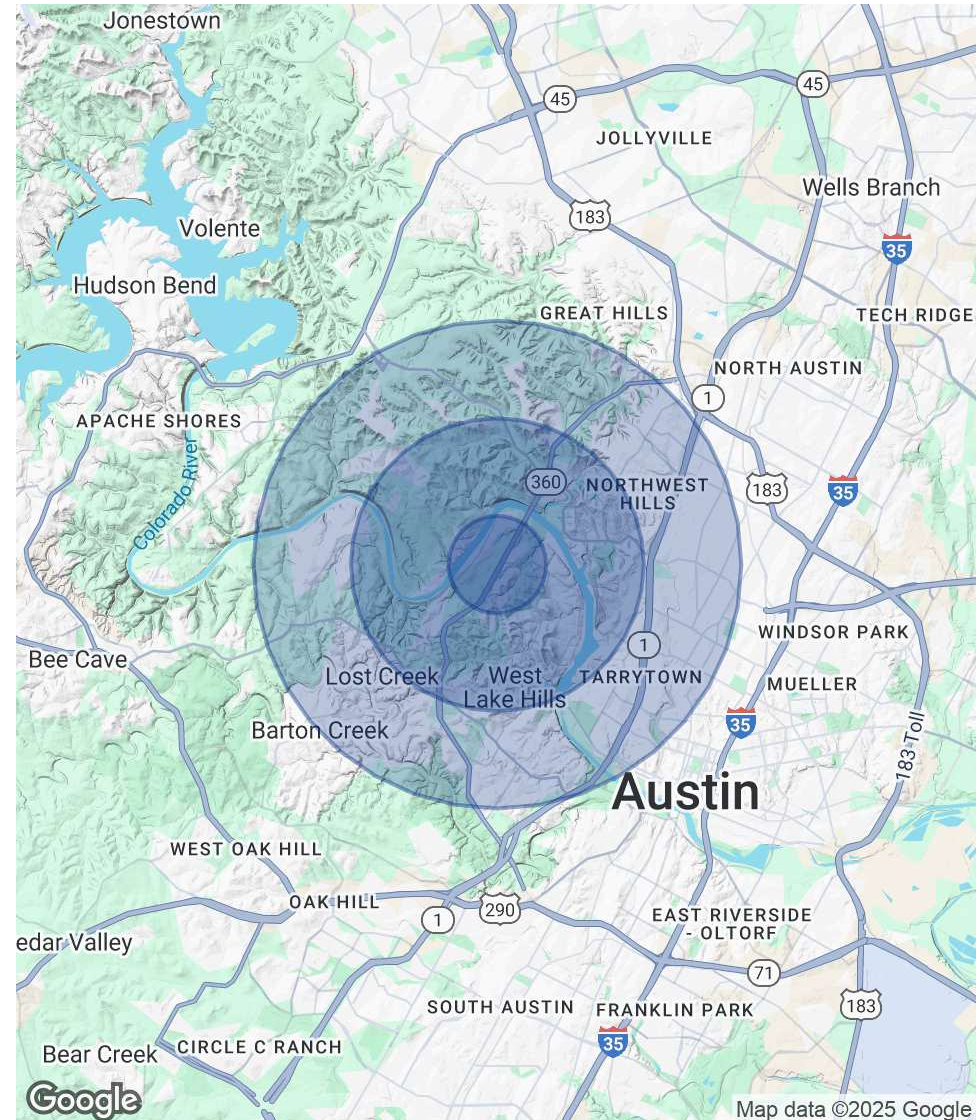 Jonestown
45
45
JOLLYVILLE
Wells Branch
183
Volente
35
Hudson Bend
GREAT HILLS
TECH RIDGE
NORTH AUSTIN
1
APACHE SHORES
Colorado River
360
NORTHWEST
HILLS
183
35
WINDSOR PARK
1
Bee Cave
Lost Creek
West
Lake Hills
TARRYTOWN
MUELLER
35
Barton Creek
183 Toll
Austin
WEST OAK HILL
OAK HILL
290
1
EAST RIVERSIDE
- OLTORF
edar Valley
71
SOUTH AUSTIN
FRANKLIN PARK
183
35
Bear Creek
CIRCLE C RANCH
Google
Map data ©2025 Google